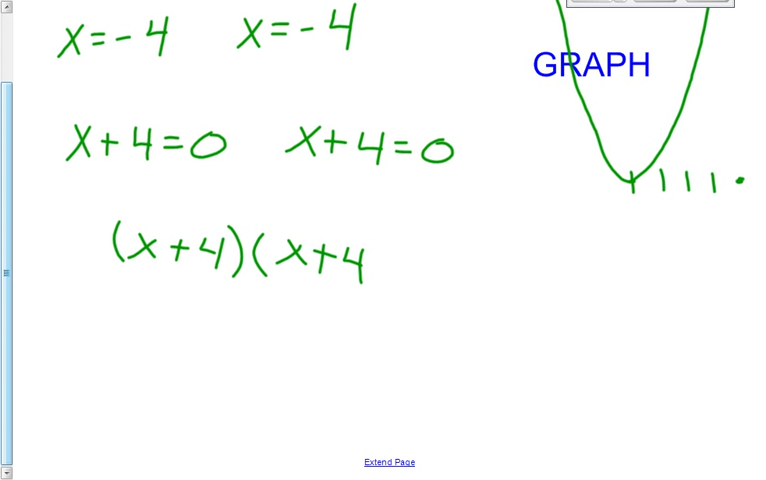 x = -4 x = -4
GRAPH
x + 4 = 0 x + 4 = 0
(x + 4)(x + 4
Extend Page